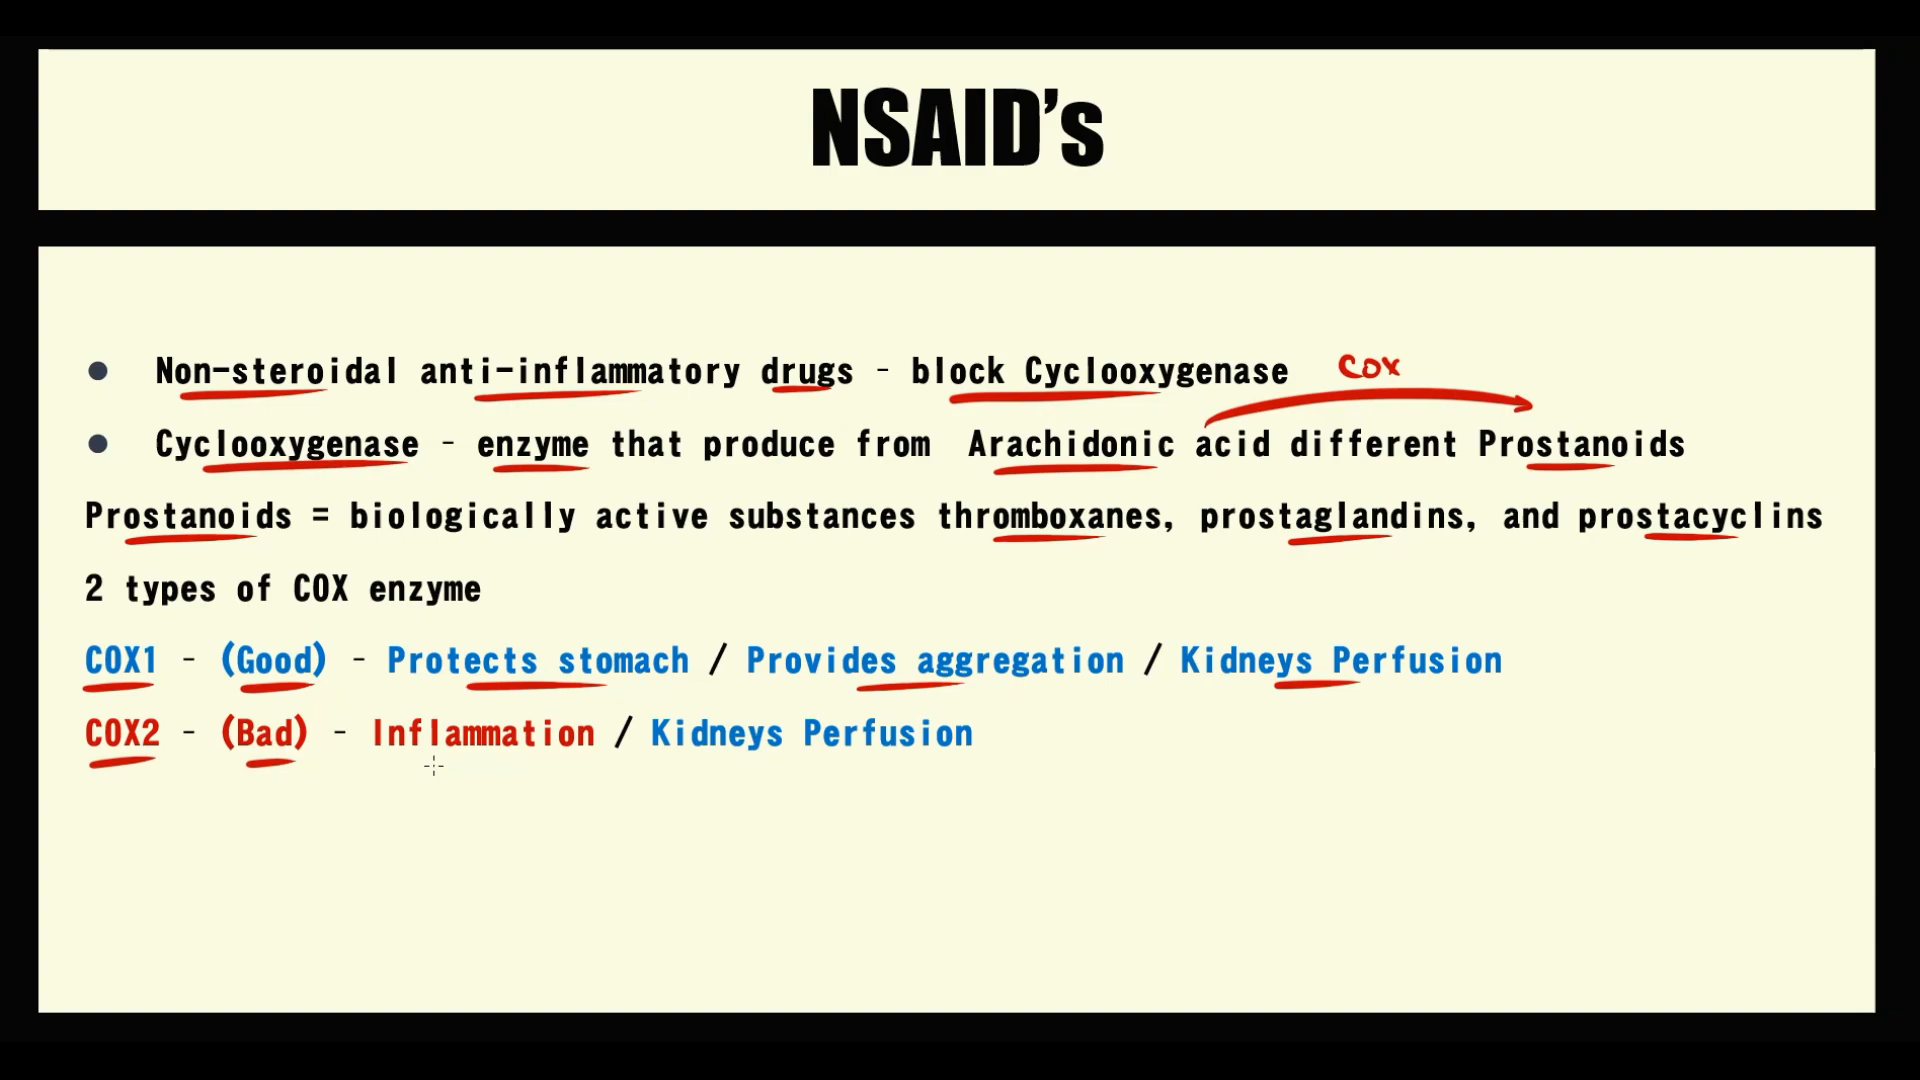 NSAID’s
● Non-steroidal anti-inflammatory drugs - block Cyclooxygenase COX
● Cyclooxygenase - enzyme that produce from Arachidonic acid different Prostanoids
Prostanoids = biologically active substances thromboxanes, prostaglandins, and prostacyclins
2 types of COX enzyme
COX1 - (Good) - Protects stomach / Provides aggregation / Kidneys Perfusion
COX2 - (Bad) - Inflammation / Kidneys Perfusion